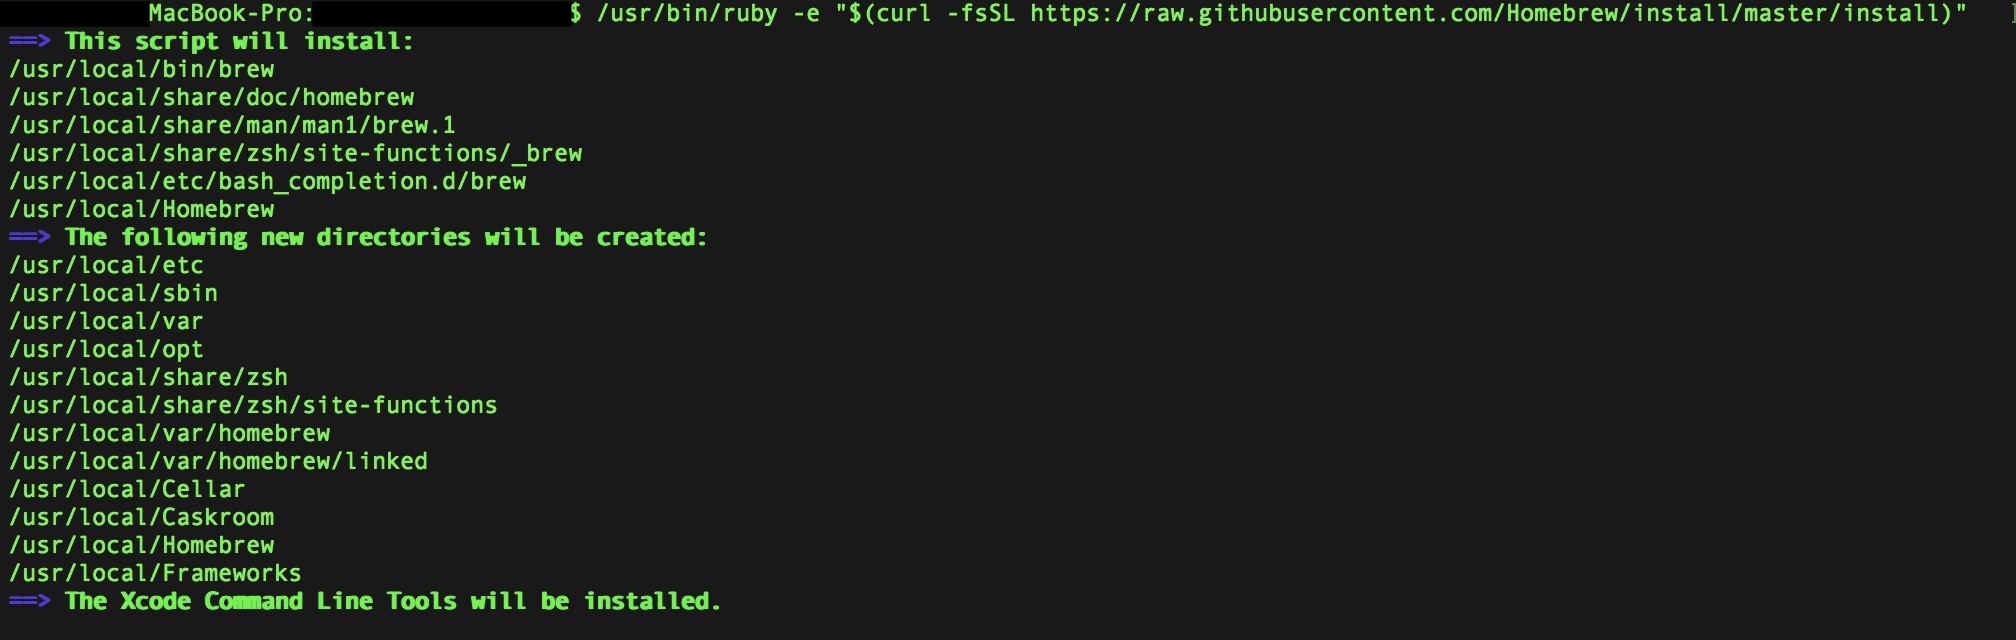 MacBook-Pro: $ /usr/bin/ruby -e "$(curl -fsSL https://raw.githubusercontent.com/Homebrew/install/master/install)"
==> This script will install:
/usr/local/bin/brew
/usr/local/share/doc/homebrew
/usr/local/share/man/man1/brew.1
/usr/local/share/zsh/site-functions/_brew
/usr/local/etc/bash_completion.d/brew
/usr/local/Homebrew
==> The following new directories will be created:
/usr/local/etc
/usr/local/sbin
/usr/local/var
/usr/local/opt
/usr/local/share/zsh
/usr/local/share/zsh/site-functions
/usr/local/var/homebrew
/usr/local/var/homebrew/linked
/usr/local/Cellar
/usr/local/Caskroom
/usr/local/Homebrew
/usr/local/Frameworks
==> The Xcode Command Line Tools will be installed.